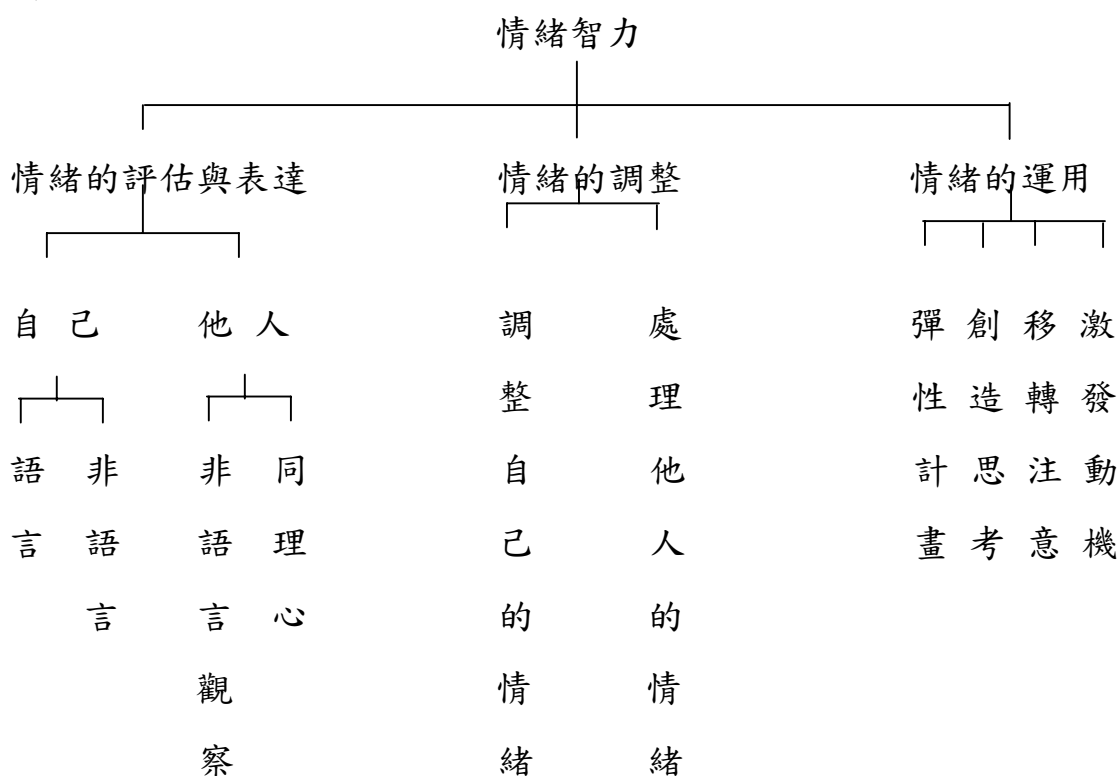 情緒智力
情緒的評估與表達
情緒的調整
情緒的運用
自己
他人
語言
非語言
非語言觀察
同理心
調整自己的情緒
處理他人的情緒
彈性計畫
創造思考
移轉注意
激發動機